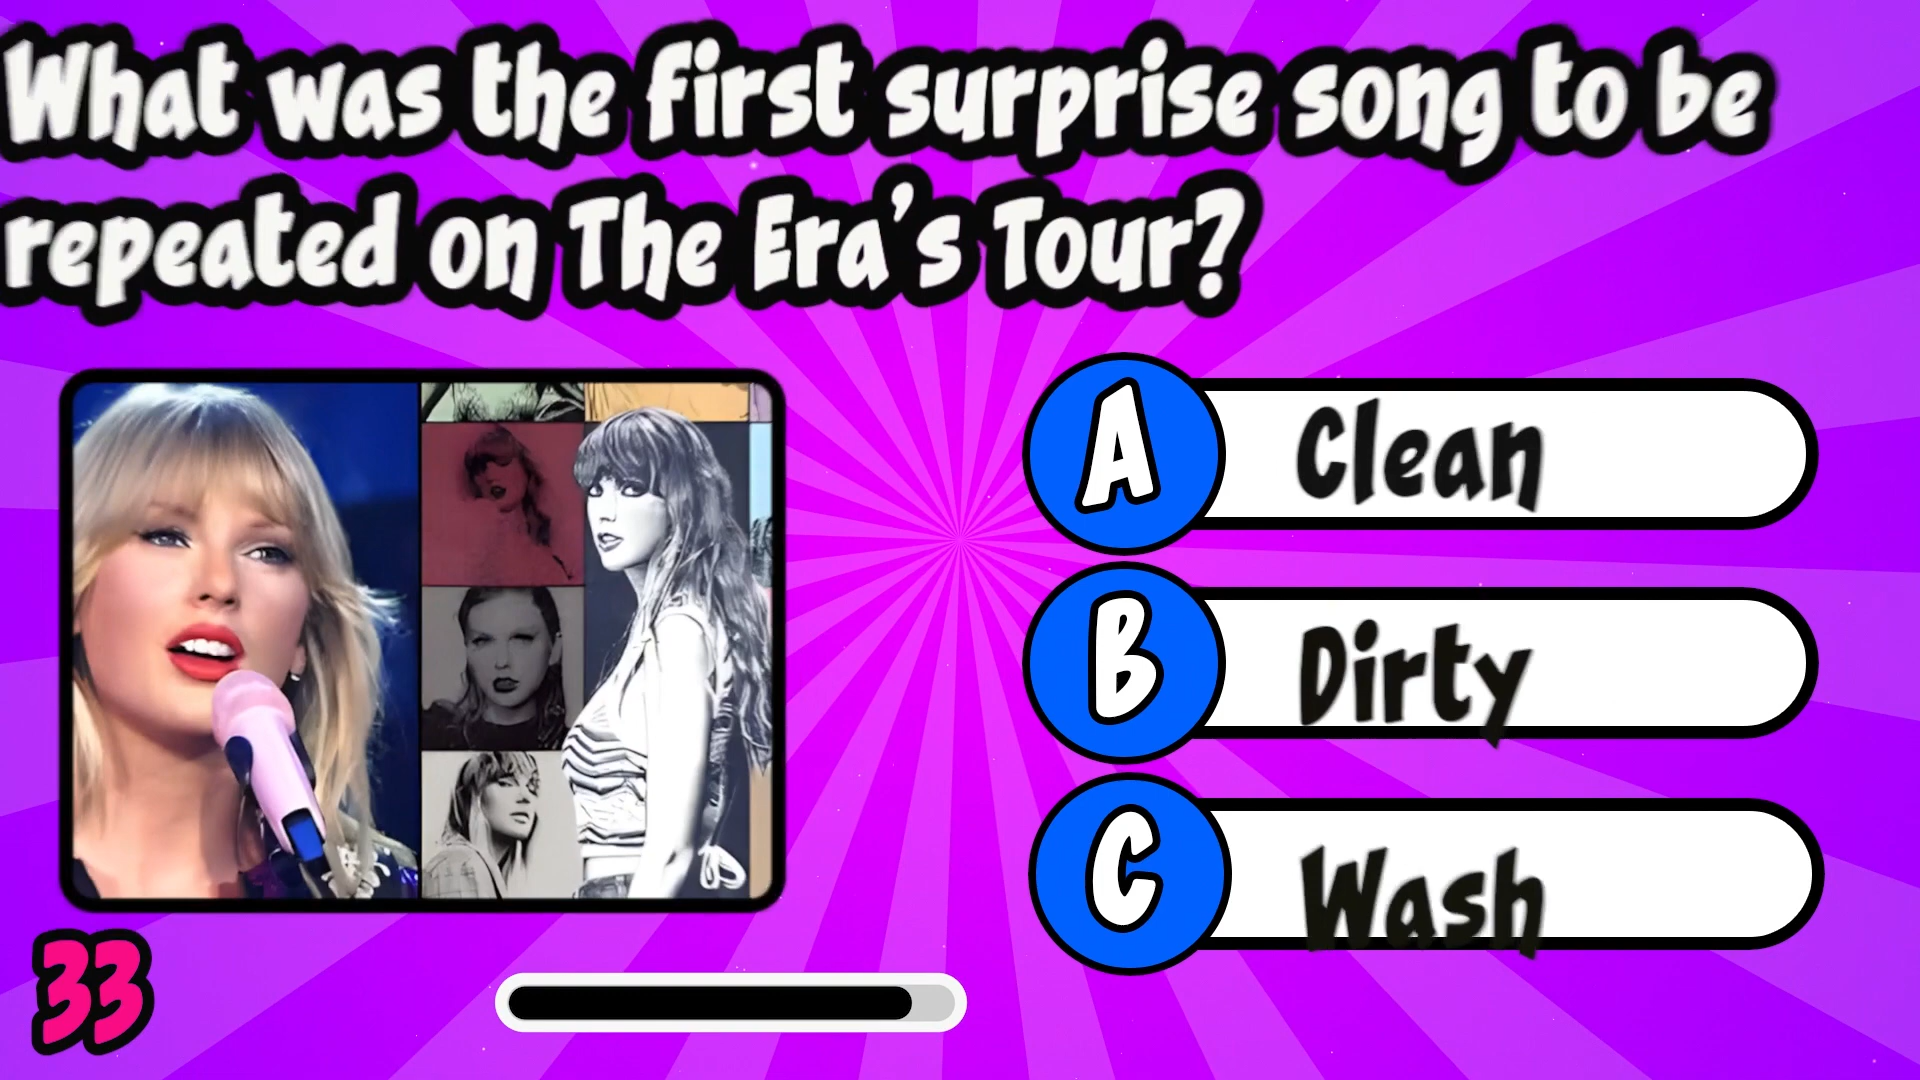 What was the first surprise song to be
repeated on The Era's Tour?
A Clean
B Dirty
C Wash
33